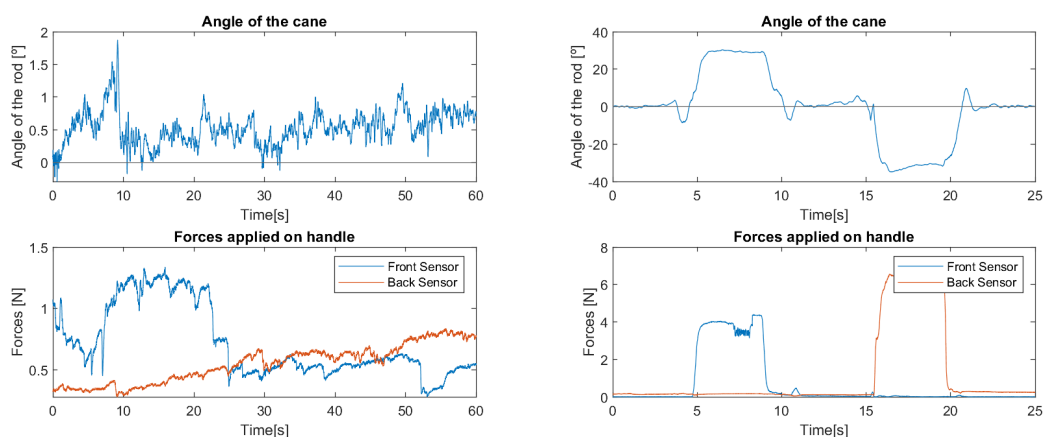 Angle of the cane
2
1.5
1
0.5
0
Angle of the rod [º]
0 10 20 30 40 50 60
Time[s]
Angle of the cane
40
20
0
-20
-40
Angle of the rod [º]
0 5 10 15 20 25
Time[s]
Forces applied on handle
1.5
1
0.5
Forces [N]
Front Sensor
Back Sensor
0 10 20 30 40 50 60
Time[s]
Forces applied on handle
8
6
4
2
0
Forces [N]
Front Sensor
Back Sensor
0 5 10 15 20 25
Time[s]